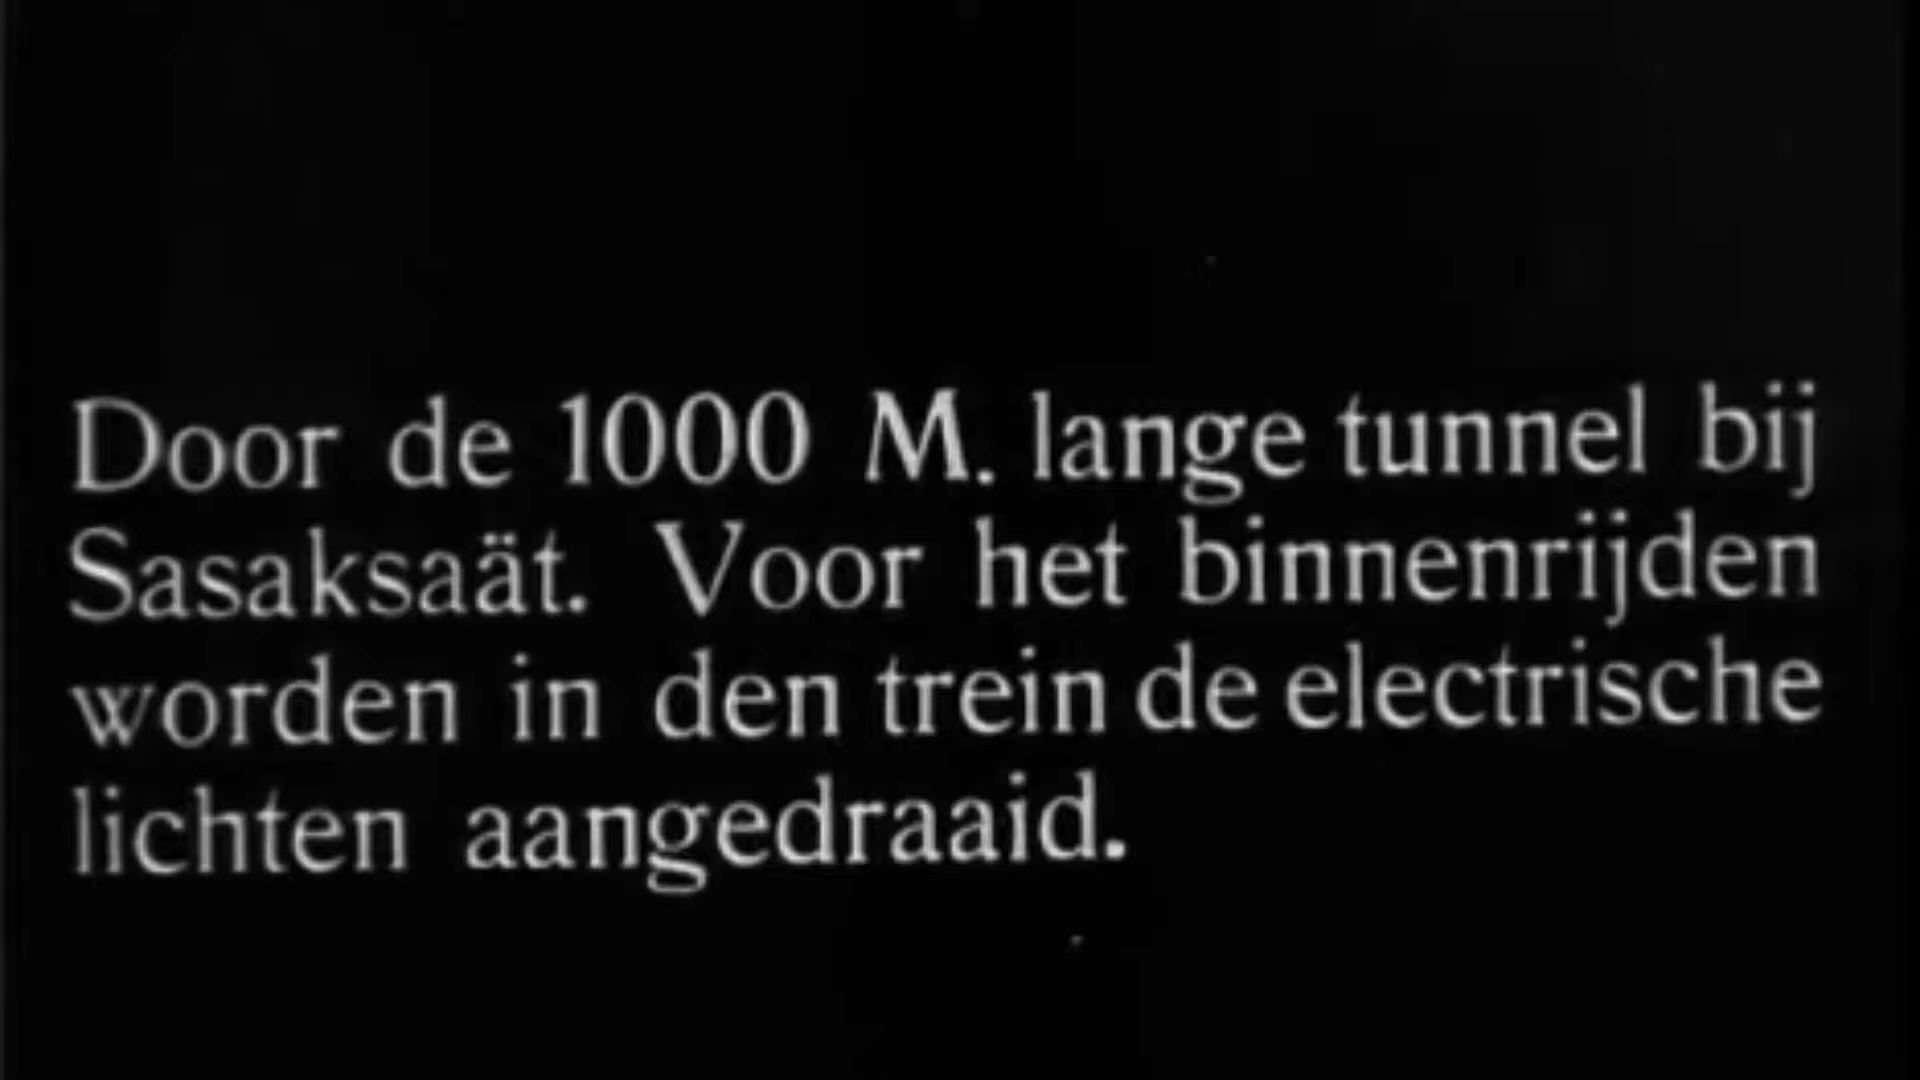 Door de 1000 M. lange tunnel bij
Sasaksaät. Voor het binnenrijden
worden in den trein de electrische
lichten aangedraaid.